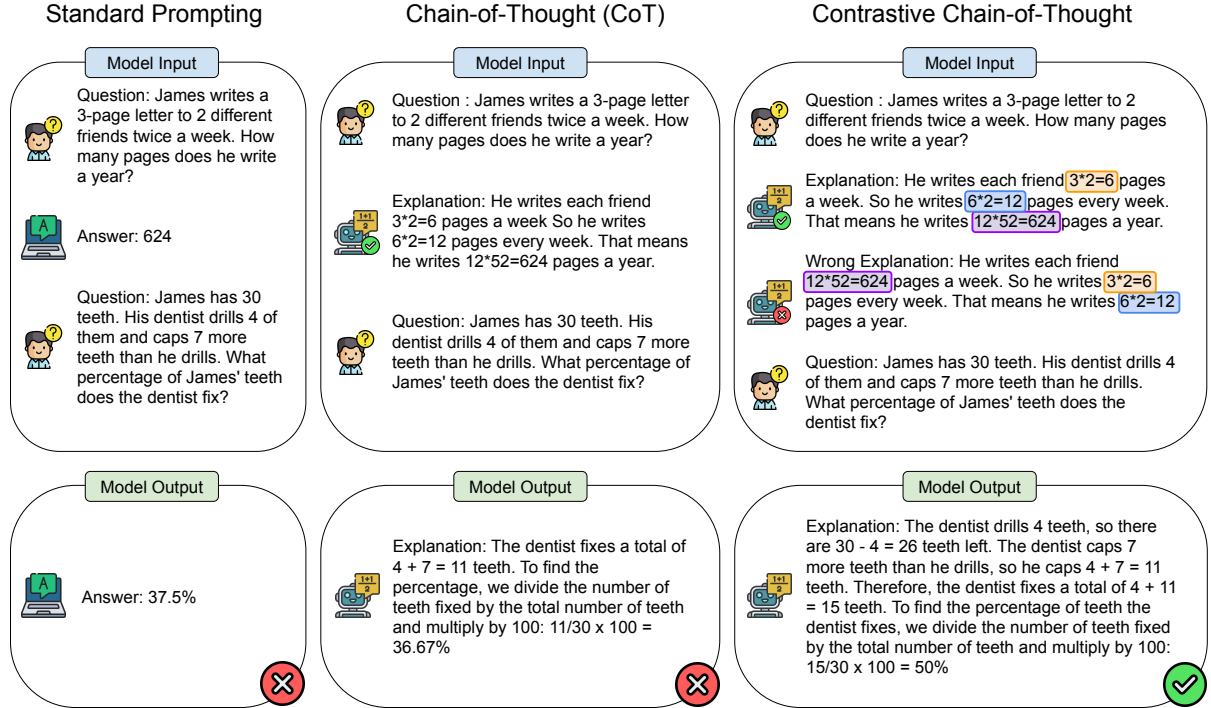 Standard Prompting
Model Input
Question: James writes a
3-page letter to 2 different
friends twice a week. How
many pages does he write
a year?
A
Answer: 624
Question: James has 30
teeth. His dentist drills 4 of
them and caps 7 more
teeth than he drills. What
percentage of James' teeth
does the dentist fix?
Model Output
A
Answer: 37.5%
Chain-of-Thought (CoT)
Model Input
Question : James writes a 3-page letter
to 2 different friends twice a week. How
many pages does he write a year?
1+1
2
Explanation: He writes each friend
3*2=6 pages a week So he writes
6*2=12 pages every week. That means
he writes 12*52=624 pages a year.
Question: James has 30 teeth. His
dentist drills 4 of them and caps 7 more
teeth than he drills. What percentage of
James' teeth does the dentist fix?
Model Output
1+1
2
Explanation: The dentist fixes a total of
4 + 7 = 11 teeth. To find the
percentage, we divide the number of
teeth fixed by the total number of teeth
and multiply by 100: 11/30 x 100 =
36.67%
Contrastive Chain-of-Thought
Model Input
Question : James writes a 3-page letter to 2
different friends twice a week. How many pages
does he write a year?
1+1
2
Explanation: He writes each friend 3*2=6 pages
a week. So he writes 6*2=12 pages every week.
That means he writes 12*52=624 pages a year.
1+1
2
Wrong Explanation: He writes each friend
12*52=624 pages a week. So he writes 3*2=6
pages every week. That means he writes 6*2=12
pages a year.
Question: James has 30 teeth. His dentist drills 4
of them and caps 7 more teeth than he drills.
What percentage of James' teeth does the
dentist fix?
Model Output
1+1
2
Explanation: The dentist drills 4 teeth, so there
are 30 - 4 = 26 teeth left. The dentist caps 7
more teeth than he drills, so he caps 4 + 7 = 11
teeth. Therefore, the dentist fixes a total of 4 + 11
= 15 teeth. To find the percentage of teeth the
dentist fixes, we divide the number of teeth fixed
by the total number of teeth and multiply by 100:
15/30 x 100 = 50%